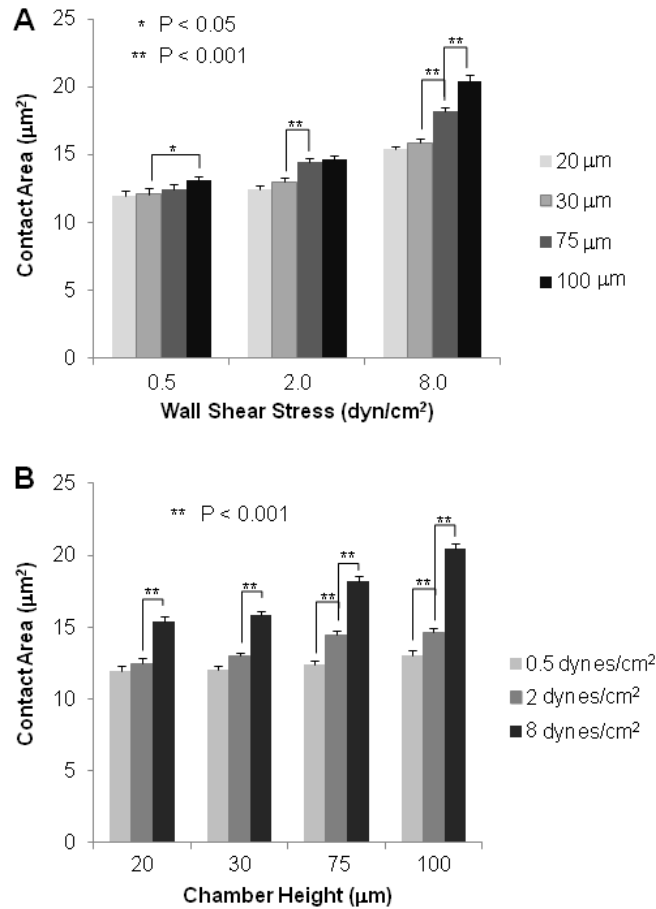 A
* P < 0.05
** P < 0.001
Contact Area (µm²)
25
20
15
10
5
0
*
**
**
**
0.5 2.0 8.0
Wall Shear Stress (dyn/cm²)
20 µm
30 µm
75 µm
100 µm
B
** P < 0.001
Contact Area (µm²)
25
20
15
10
5
0
**
**
**
**
**
**
20 30 75 100
Chamber Height (µm)
0.5 dynes/cm²
2 dynes/cm²
8 dynes/cm²